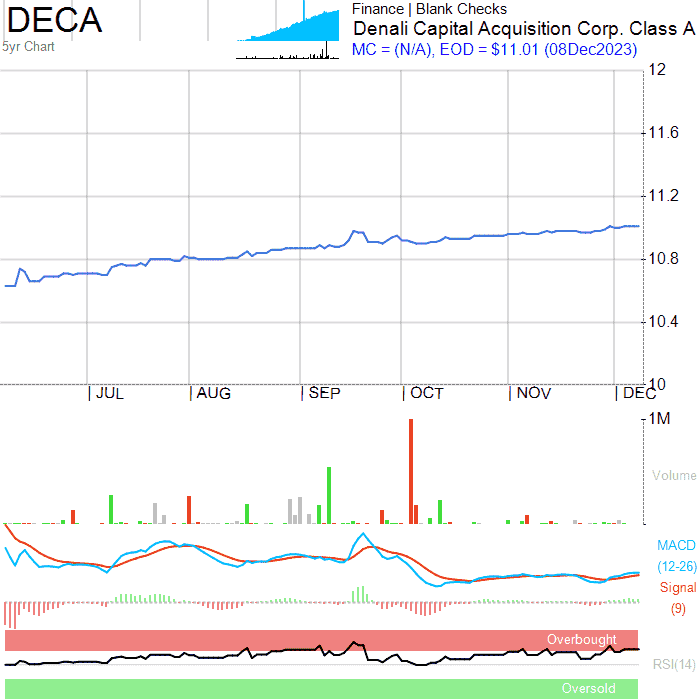 DECA
5yr Chart
Finance | Blank Checks
Denali Capital Acquisition Corp. Class A
MC = (N/A), EOD = $11.01 (08Dec2023)
12
11.6
11.2
10.8
10.4
10
JUL
AUG
SEP
OCT
NOV
DEC
1M
Volume
MACD
(12-26)
Signal
(9)
Overbought
RSI(14)
Oversold